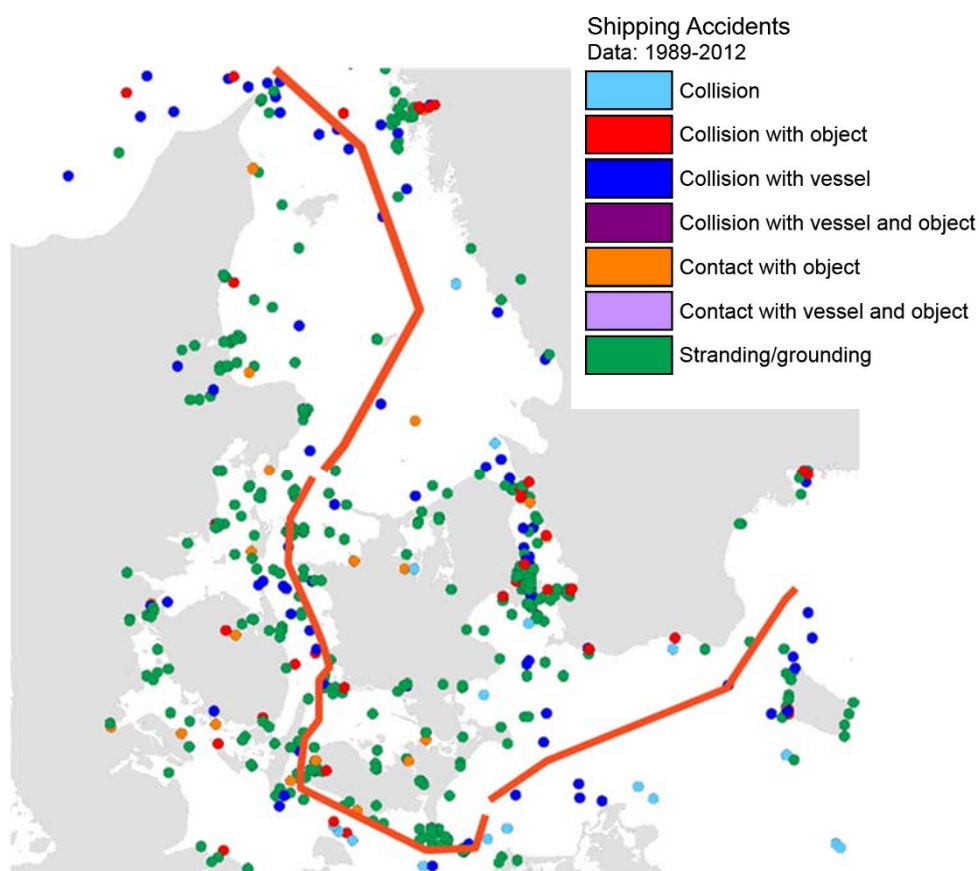 Shipping Accidents
Data: 1989-2012
Collision
Collision with object
Collision with vessel
Collision with vessel and object
Contact with object
Contact with vessel and object
Stranding/grounding